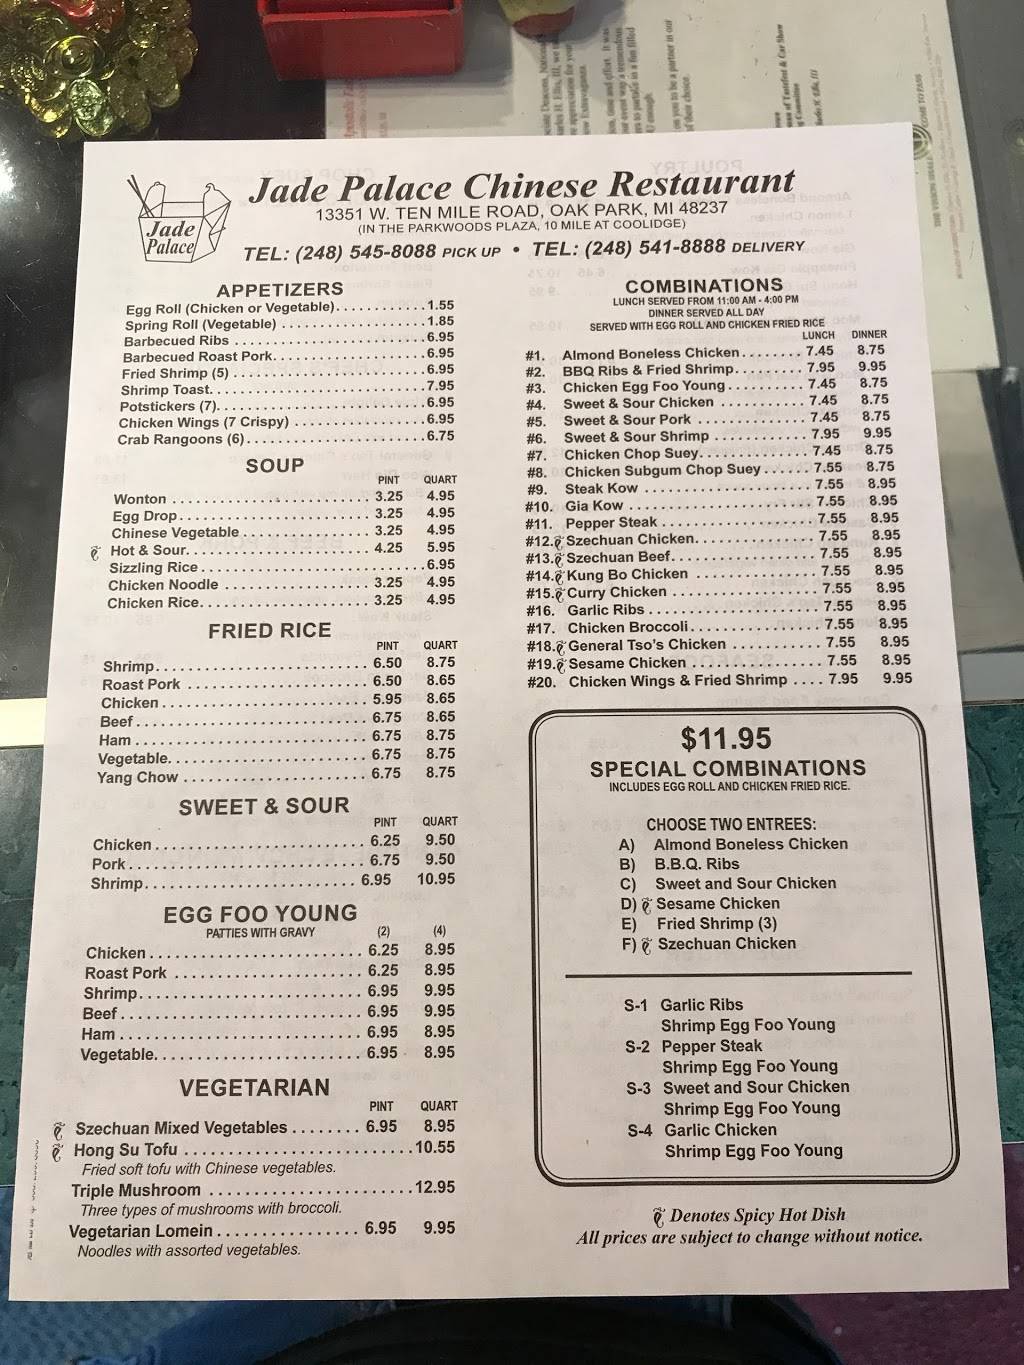 Jade Palace
Jade Palace Chinese Restaurant
13351 W. TEN MILE ROAD, OAK PARK, MI 48237
(IN THE PARKWOODS PLAZA, 10 MILE AT COOLIDGE)
TEL: (248) 545-8088 PICK UP • TEL: (248) 541-8888 DELIVERY
APPETIZERS
Egg Roll (Chicken or Vegetable). . . . . . . . . . . .1.55
Spring Roll (Vegetable) . . . . . . . . . . . . . . . . . .1.85
Barbecued Ribs . . . . . . . . . . . . . . . . . . . . . . . .6.95
Barbecued Roast Pork. . . . . . . . . . . . . . . . . . .6.95
Fried Shrimp (5) . . . . . . . . . . . . . . . . . . . . . . . .6.95
Shrimp Toast. . . . . . . . . . . . . . . . . . . . . . . . . . .7.95
Potstickers (7). . . . . . . . . . . . . . . . . . . . . . . . . .6.95
Chicken Wings (7 Crispy) . . . . . . . . . . . . . . . . .6.95
Crab Rangoons (6). . . . . . . . . . . . . . . . . . . . . . .6.75
SOUP
PINT QUART
Wonton . . . . . . . . . . . . . . . . . . . . . . . . 3.25 4.95
Egg Drop . . . . . . . . . . . . . . . . . . . . . . . 3.25 4.95
Chinese Vegetable . . . . . . . . . . . . . . . . 3.25 4.95
Hot & Sour. . . . . . . . . . . . . . . . . . . . . . 4.25 5.95
Sizzling Rice . . . . . . . . . . . . . . . . . . . . . . . . . . . .6.95
Chicken Noodle . . . . . . . . . . . . . . . . . . 3.25 4.95
Chicken Rice. . . . . . . . . . . . . . . . . . . . . 3.25 4.95
FRIED RICE
PINT QUART
Shrimp. . . . . . . . . . . . . . . . . . . . . . . . . . 6.50 8.75
Roast Pork . . . . . . . . . . . . . . . . . . . . . . 6.50 8.65
Chicken . . . . . . . . . . . . . . . . . . . . . . . . . 5.95 8.65
Beef . . . . . . . . . . . . . . . . . . . . . . . . . . . . 6.75 8.65
Ham . . . . . . . . . . . . . . . . . . . . . . . . . . . . 6.75 8.75
Vegetable. . . . . . . . . . . . . . . . . . . . . . . . 6.75 8.75
Yang Chow . . . . . . . . . . . . . . . . . . . . . . 6.75 8.75
SWEET & SOUR
PINT QUART
Chicken . . . . . . . . . . . . . . . . . . . . . . . . . 6.25 9.50
Pork. . . . . . . . . . . . . . . . . . . . . . . . . . . . . 6.75 9.50
Shrimp. . . . . . . . . . . . . . . . . . . . . . . . . . 6.95 10.95
EGG FOO YOUNG
PATTIES WITH GRAVY (2) (4)
Chicken . . . . . . . . . . . . . . . . . . . . . . . . . . 6.25 8.95
Roast Pork . . . . . . . . . . . . . . . . . . . . . . . 6.25 8.95
Shrimp. . . . . . . . . . . . . . . . . . . . . . . . . . . 6.95 9.95
Beef . . . . . . . . . . . . . . . . . . . . . . . . . . . . . 6.95 9.95
Ham . . . . . . . . . . . . . . . . . . . . . . . . . . . . . 6.95 8.95
Vegetable. . . . . . . . . . . . . . . . . . . . . . . . . 6.95 8.95
VEGETARIAN
PINT QUART
Szechuan Mixed Vegetables . . . . . . . . 6.95 8.95
Hong Su Tofu . . . . . . . . . . . . . . . . . . . . . . . . . . . .10.55
Fried soft tofu with Chinese vegetables.
Triple Mushroom . . . . . . . . . . . . . . . . . . . . . . . .12.95
Three types of mushrooms with broccoli.
Vegetarian Lomein . . . . . . . . . . . . . . . . 6.95 9.95
Noodles with assorted vegetables.
COMBINATIONS
LUNCH SERVED FROM 11:00 AM - 4:00 PM
DINNER SERVED ALL DAY
SERVED WITH EGG ROLL AND CHICKEN FRIED RICE
LUNCH DINNER
#1. Almond Boneless Chicken . . . . . . . . 7.45 8.75
#2. BBQ Ribs & Fried Shrimp. . . . . . . . . 7.95 9.95
#3. Chicken Egg Foo Young . . . . . . . . . . 7.45 8.75
#4. Sweet & Sour Chicken . . . . . . . . . . . 7.45 8.75
#5. Sweet & Sour Pork . . . . . . . . . . . . . . 7.45 8.75
#6. Sweet & Sour Shrimp . . . . . . . . . . . . 7.95 9.95
#7. Chicken Chop Suey. . . . . . . . . . . . . . 7.45 8.75
#8. Chicken Subgum Chop Suey . . . . . . 7.55 8.75
#9. Steak Kow . . . . . . . . . . . . . . . . . . . . . 7.55 8.95
#10. Gia Kow . . . . . . . . . . . . . . . . . . . . . . . 7.55 8.95
#11. Pepper Steak . . . . . . . . . . . . . . . . . . . 7.55 8.95
#12. Szechuan Chicken. . . . . . . . . . . . . . . 7.55 8.95
#13. Szechuan Beef. . . . . . . . . . . . . . . . . . 7.55 8.95
#14. Kung Bo Chicken . . . . . . . . . . . . . . . 7.55 8.95
#15. Curry Chicken . . . . . . . . . . . . . . . . . . 7.55 8.95
#16. Garlic Ribs . . . . . . . . . . . . . . . . . . . . . 7.55 8.95
#17. Chicken Broccoli. . . . . . . . . . . . . . . . 7.55 8.95
#18. General Tso's Chicken . . . . . . . . . . . 7.55 8.95
#19. Sesame Chicken . . . . . . . . . . . . . . . . 7.55 8.95
#20. Chicken Wings & Fried Shrimp . . . . 7.95 9.95
$11.95
SPECIAL COMBINATIONS
INCLUDES EGG ROLL AND CHICKEN FRIED RICE.
CHOOSE TWO ENTREES:
A) Almond Boneless Chicken
B) B.B.Q. Ribs
C) Sweet and Sour Chicken
D) Sesame Chicken
E) Fried Shrimp (3)
F) Szechuan Chicken
S-1 Garlic Ribs
Shrimp Egg Foo Young
S-2 Pepper Steak
Shrimp Egg Foo Young
S-3 Sweet and Sour Chicken
Shrimp Egg Foo Young
S-4 Garlic Chicken
Shrimp Egg Foo Young
Denotes Spicy Hot Dish
All prices are subject to change without notice.